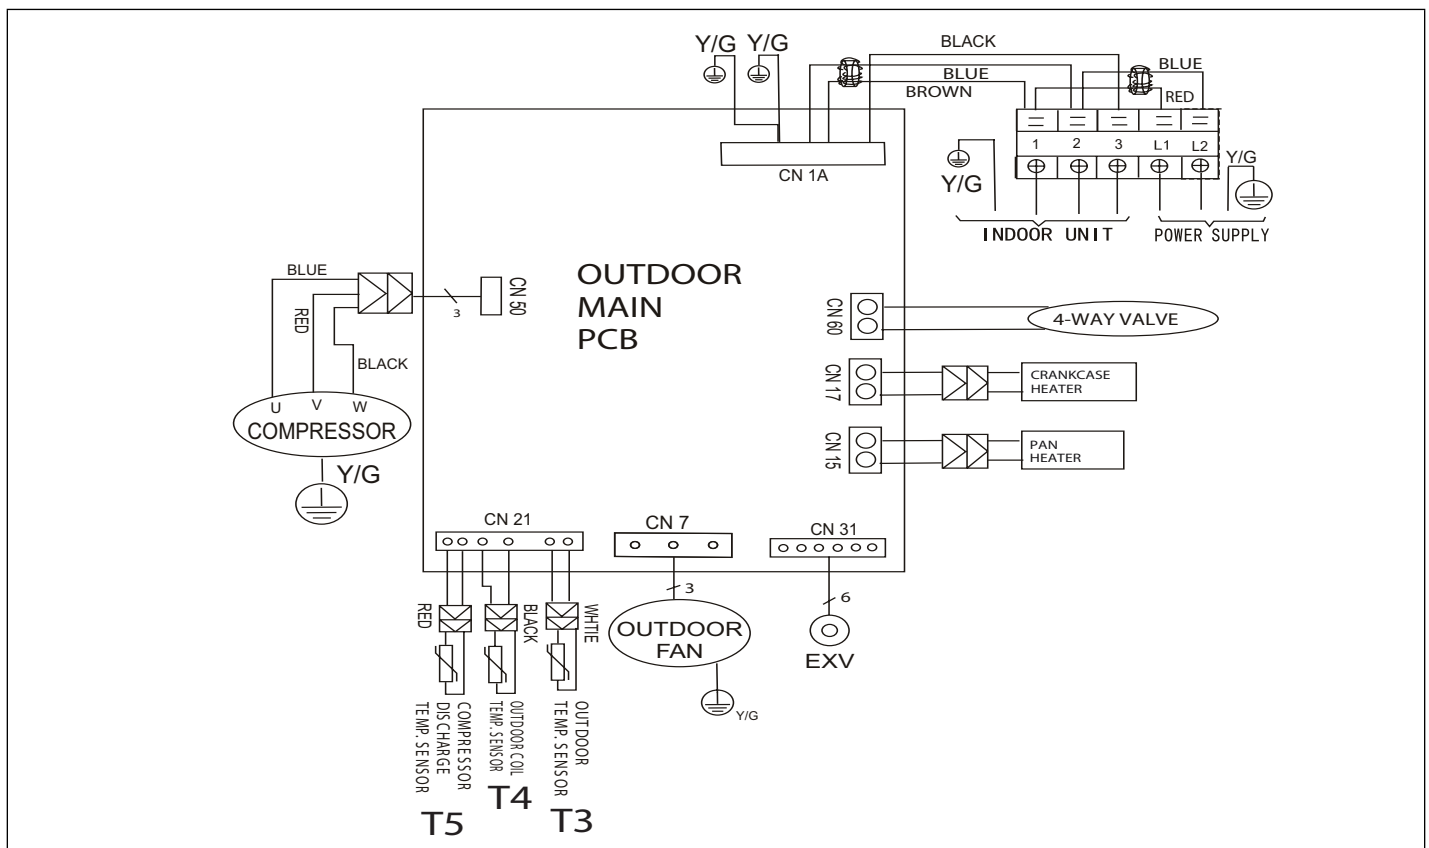 Y/G Y/G
BLACK
BLUE
BLUE
BROWN
RED
1 2 3 L1 L2
Y/G
Y/G
CN 1A
INDOOR UNIT
POWER SUPPLY
OUTDOOR
MAIN
PCB
BLUE
RED
BLACK
3
CN 50
U V W
COMPRESSOR
Y/G
CN 60
4-WAY VALVE
CN 17
CRANKCASE
HEATER
CN 15
PAN
HEATER
CN 21
CN 7
CN 31
RED
BLACK
WHTIE
3
6
OUTDOOR
FAN
Y/G
EXV
COMPRESSOR
DISCHARGE
TEMP. SENSOR
T5
OUTDOOR COIL
TEMP. SENSOR
T4
OUTDOOR
TEMP. SENSOR
T3